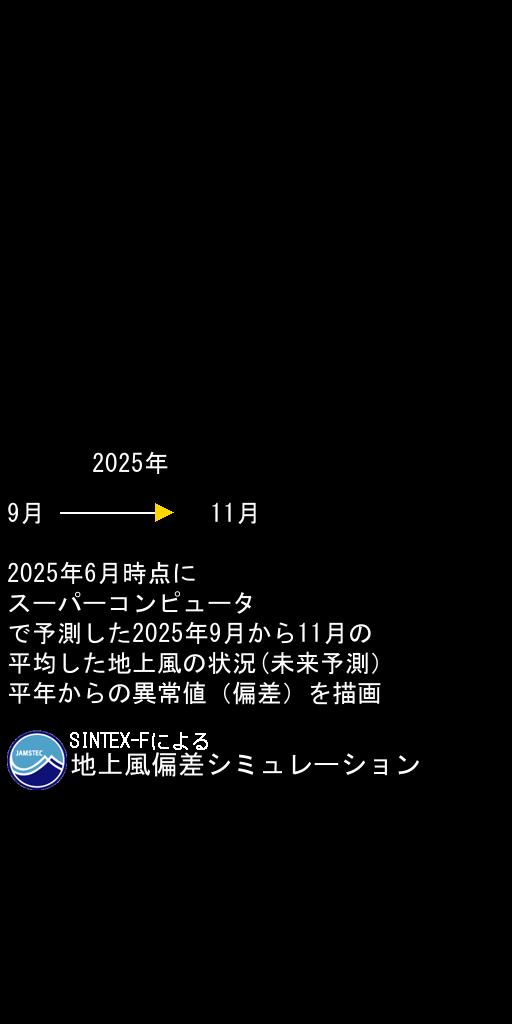 2025年
9月 11月
2025年6月時点に
スーパーコンピュータ
で予測した2025年9月から11月の
平均した地上風の状況(未来予測)
平年からの異常値（偏差）を描画
JAMSTEC
SINTEX-Fによる
地上風偏差シミュレーション